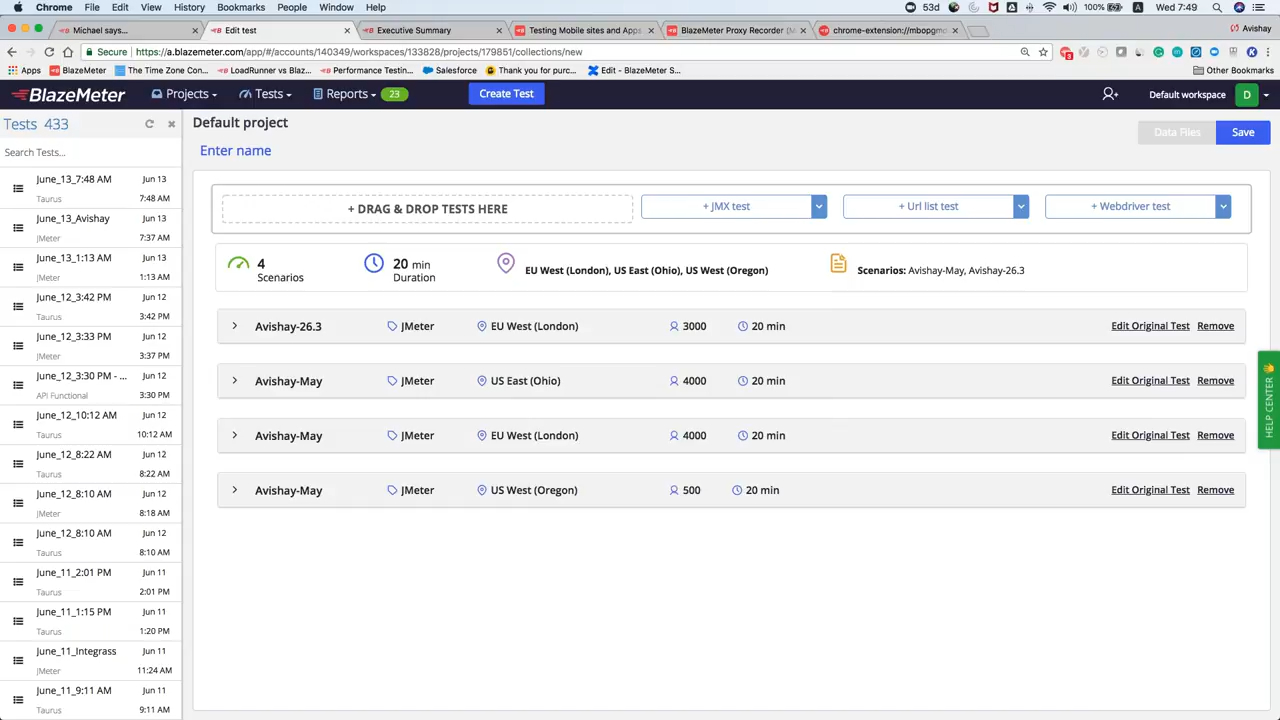 Chrome File Edit View History Bookmarks People Window Help 53d 100% Wed 7:49
Michael says... × Edit test × Executive Summary × Testing Mobile sites and Apps × BlazeMeter Proxy Recorder (M × chrome-extension://mbopgm × Avishay
Secure https://a.blazemeter.com/app/#/accounts/140349/workspaces/133828/projects/179851/collections/new
Apps BlazeMeter The Time Zone Con... LoadRunner vs Blaz... Performance Testin... Salesforce Thank you for purc... Edit - BlazeMeter S... Other Bookmarks
BlazeMeter Projects Tests Reports 23 Create Test Default workspace D
Tests 433
Default project
Data Files Save
Enter name
Search Tests...
+ DRAG & DROP TESTS HERE + JMX test + Url list test + Webdriver test
4 Scenarios
20 min Duration
EU West (London), US East (Ohio), US West (Oregon)
Scenarios: Avishay-May, Avishay-26.3
Avishay-26.3 JMeter EU West (London) 3000 20 min Edit Original Test Remove
Avishay-May JMeter US East (Ohio) 4000 20 min Edit Original Test Remove
Avishay-May JMeter EU West (London) 4000 20 min Edit Original Test Remove
Avishay-May JMeter US West (Oregon) 500 20 min Edit Original Test Remove
June_13_7:48 AM Jun 13
Taurus 7:48 AM
June_13_Avishay Jun 13
JMeter 7:37 AM
June_13_1:13 AM Jun 13
JMeter 1:13 AM
June_12_3:42 PM Jun 12
Taurus 3:42 PM
June_12_3:33 PM Jun 12
JMeter 3:37 PM
June_12_3:30 PM - ... Jun 12
API Functional 3:30 PM
June_12_10:12 AM Jun 12
Taurus 10:12 AM
June_12_8:22 AM Jun 12
Taurus 8:22 AM
June_12_8:10 AM Jun 12
JMeter 8:18 AM
June_12_8:10 AM Jun 12
Taurus 8:10 AM
June_11_2:01 PM Jun 11
Taurus 2:01 PM
June_11_1:15 PM Jun 11
Taurus 1:20 PM
June_11_Integrass Jun 11
JMeter 11:24 AM
June_11_9:11 AM Jun 11
Taurus 9:11 AM
HELP CENTER